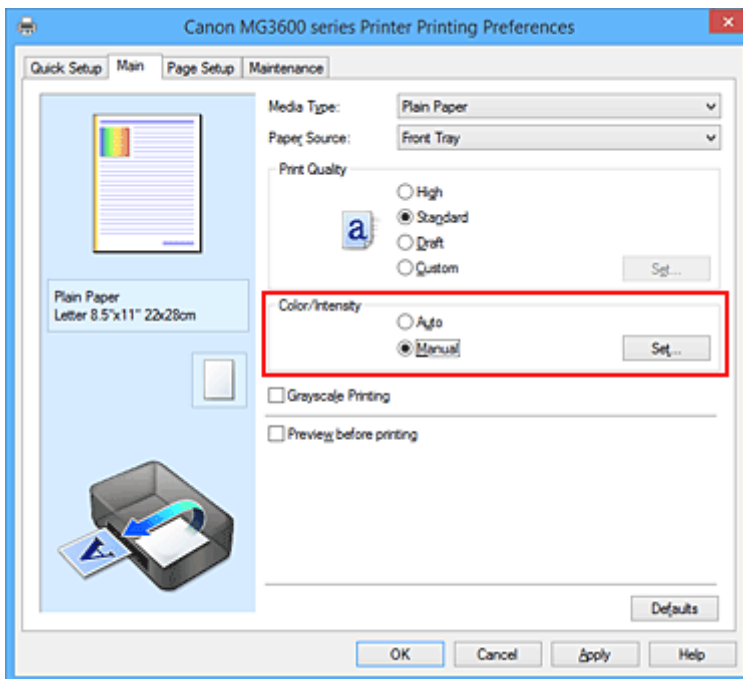 Canon MG3600 series Printer Printing Preferences
Quick Setup Main Page Setup Maintenance
Media Type: Plain Paper
Paper Source: Front Tray
Print Quality
High
a Standard
Draft
Custom Set...
Plain Paper
Letter 8.5"x11" 22x28cm
Color/Intensity
Auto
Manual Set...
Grayscale Printing
Preview before printing
A
Defaults
OK Cancel Apply Help